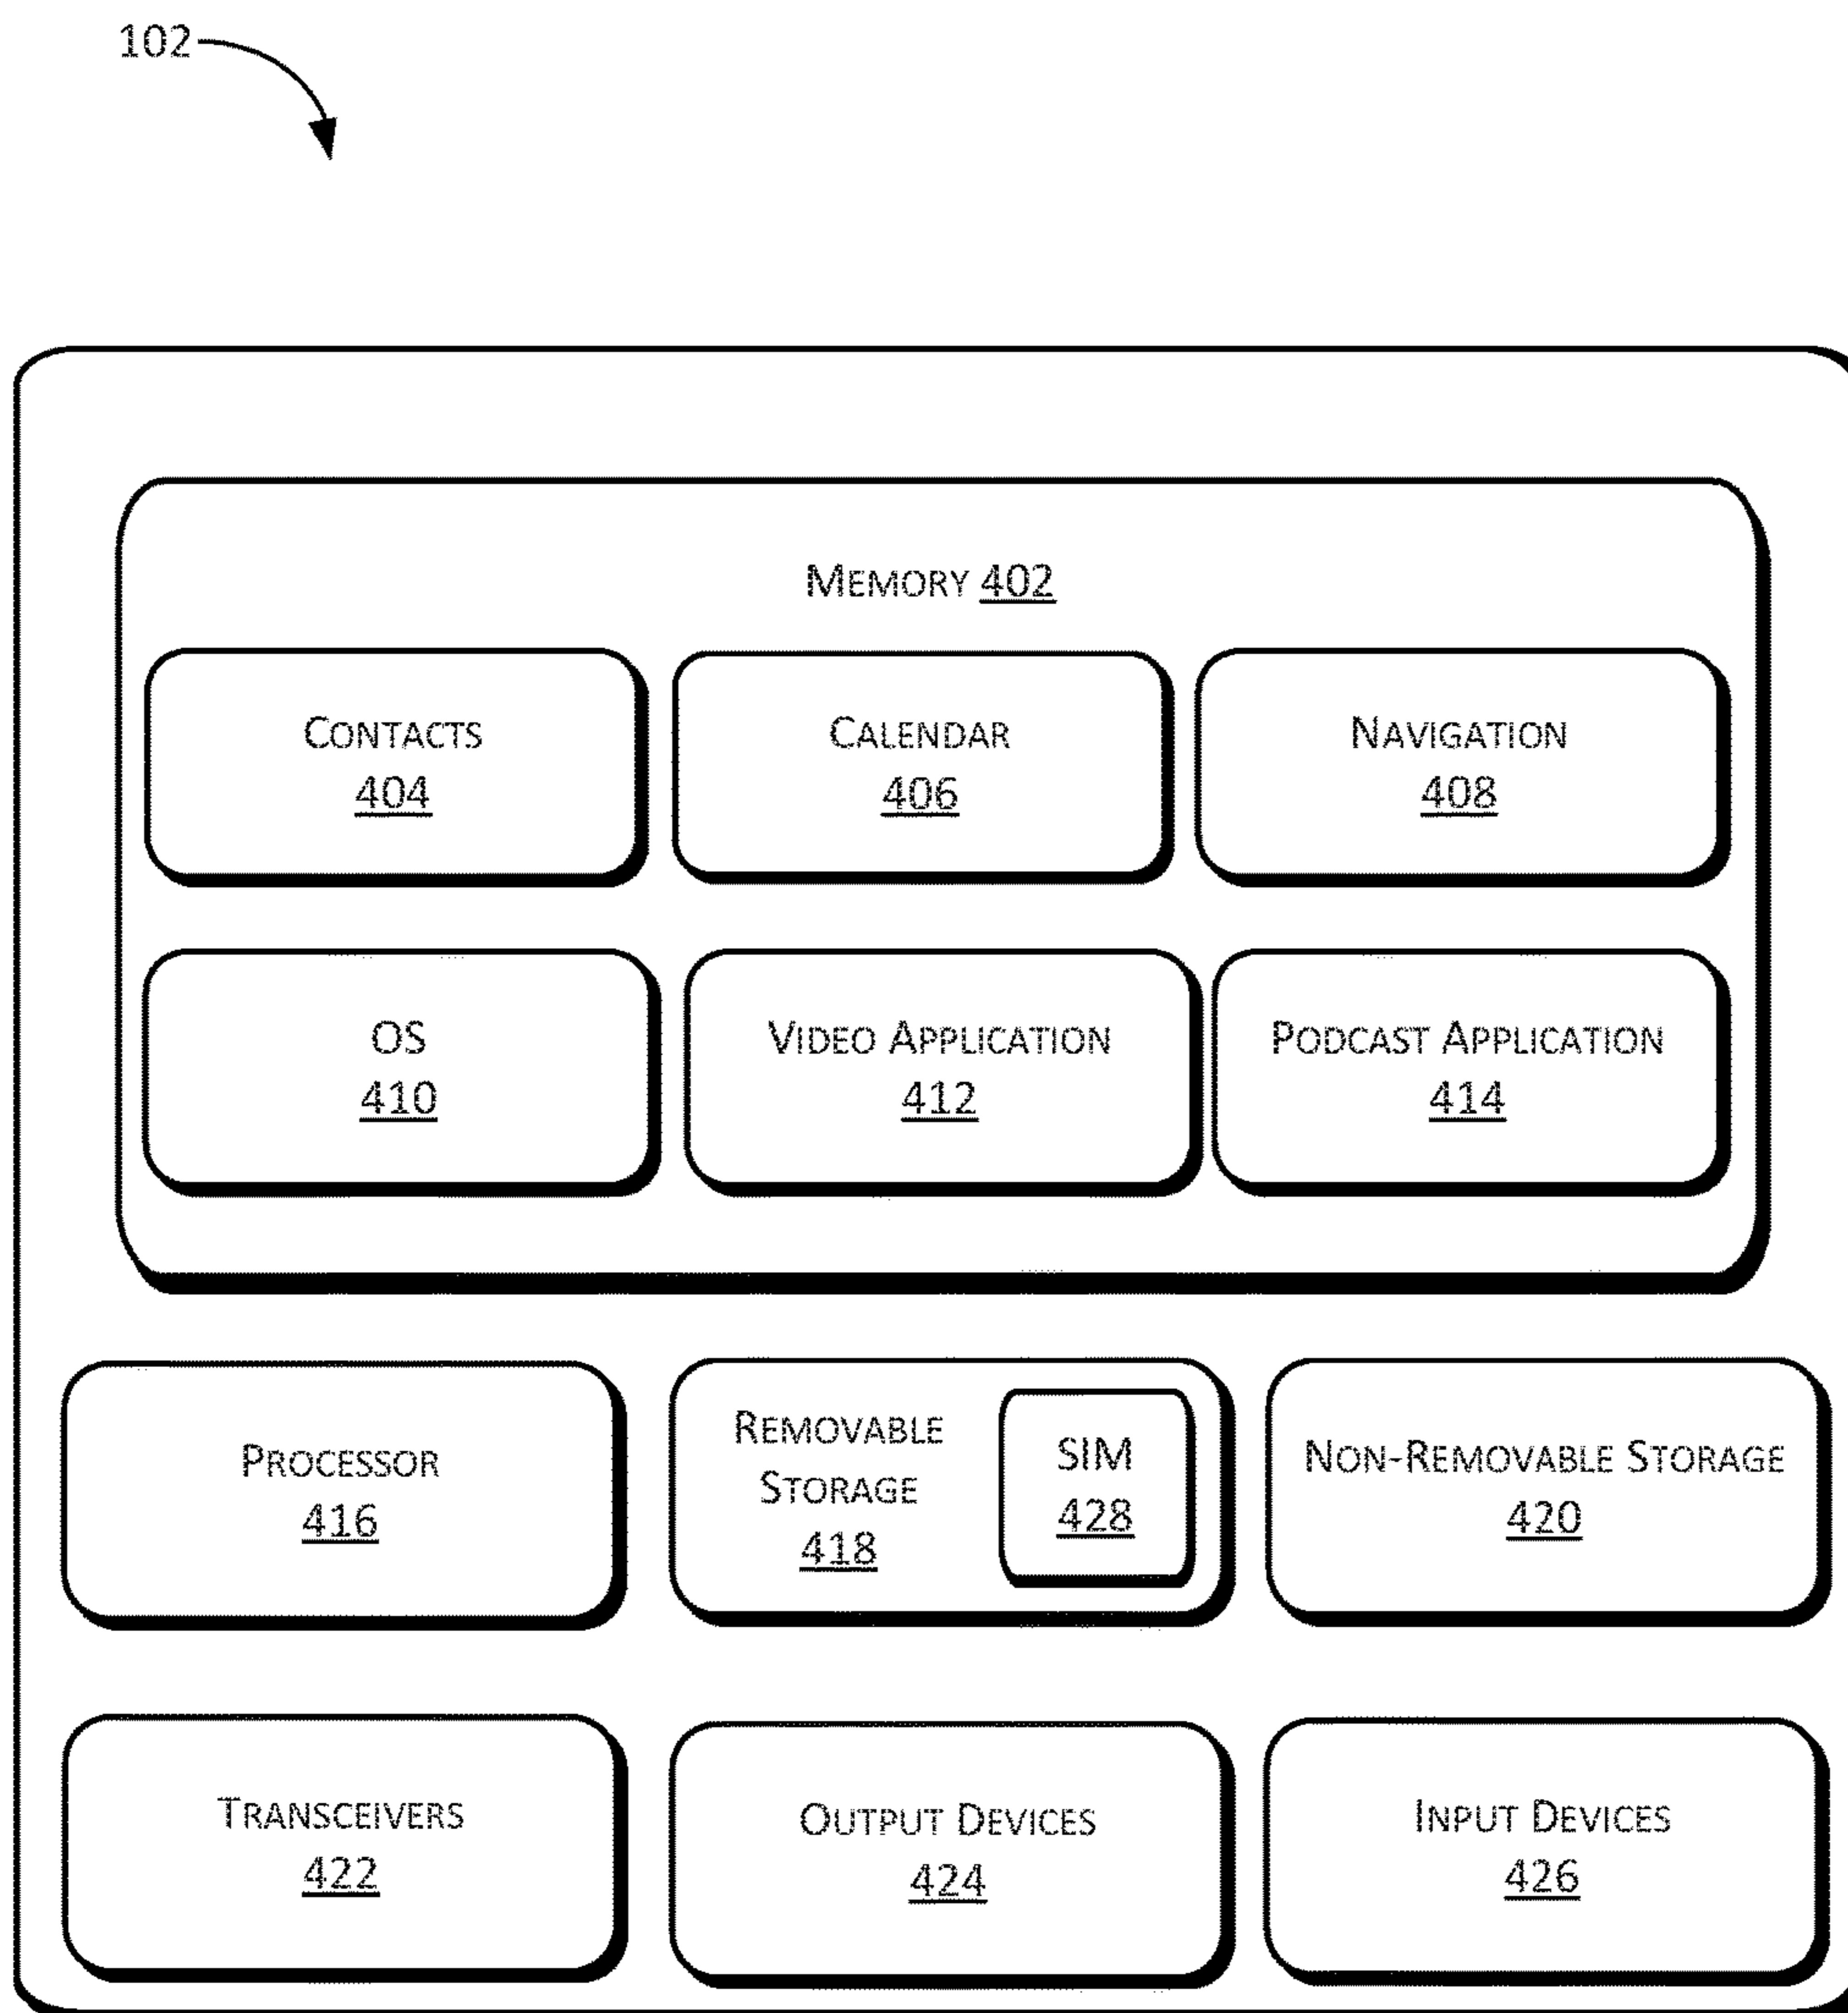 102
MEMORY 402
CONTACTS
404
CALENDAR
406
NAVIGATION
408
OS
410
VIDEO APPLICATION
412
PODCAST APPLICATION
414
PROCESSOR
416
REMOVABLE
STORAGE
418
SIM
428
NON-REMOVABLE STORAGE
420
TRANSCEIVERS
422
OUTPUT DEVICES
424
INPUT DEVICES
426